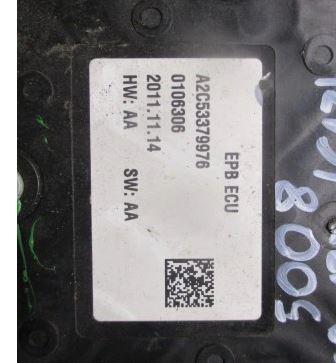 EPB ECU
A2C53379976
0106306
2011.11.14
HW: AA SW: AA
5008